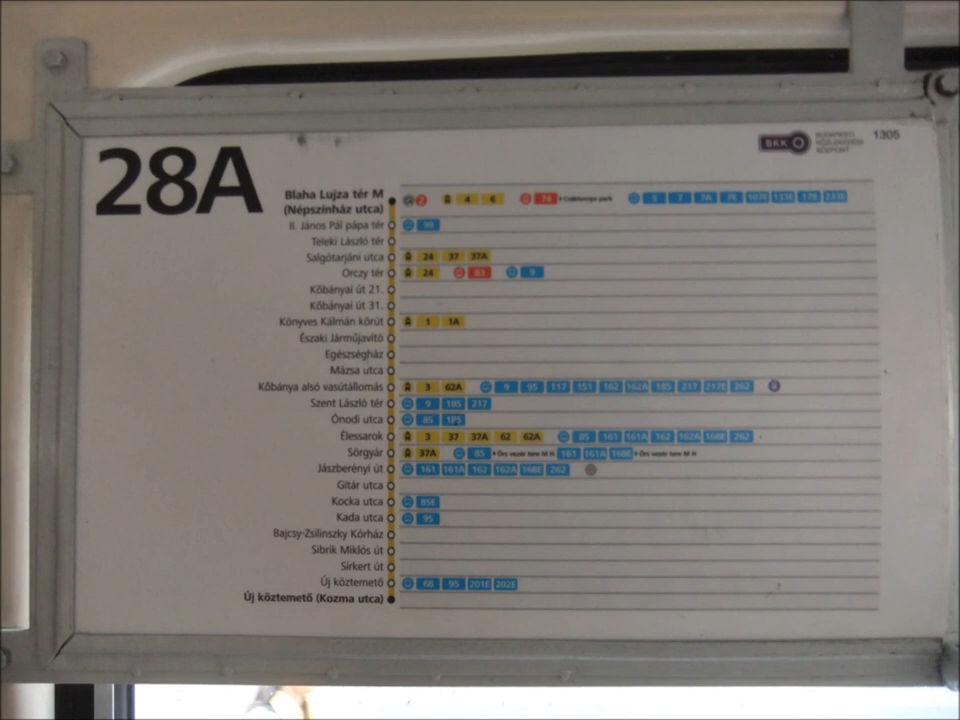 28A
BKK BUDAPESTI KÖZLEKEDÉSI KÖZPONT 1305
Blaha Lujza tér M 2 4 6 74 Csáktornya park 5 7 7A 7E 107E 133E 178 233E
(Népszínház utca)
II. János Pál pápa tér 99
Teleki László tér
Salgótarjáni utca 24 37 37A
Orczy tér 24 83 9
Kőbányai út 21.
Kőbányai út 31.
Könyves Kálmán körút 1 1A
Északi Járműjavító
Egészségház
Mázsa utca
Kőbánya alsó vasútállomás 3 62A 9 95 117 151 162 162A 185 217 217E 262
Szent László tér 9 185 217
Ónodi utca 85 185
Élessarok 3 37 37A 62 62A 85 161 161A 162 162A 168E 262
Sörgyár 37A 85 Örs vezér tere M H 161 161A 168E Örs vezér tere M H
Jászberényi út 161 161A 162 162A 168E 262
Gitár utca
Kocka utca 85E
Kada utca 95
Bajcsy-Zsilinszky Kórház
Sibrik Miklós út
Sírkert út
Új köztemető 68 95 201E 202E
Új köztemető (Kozma utca)